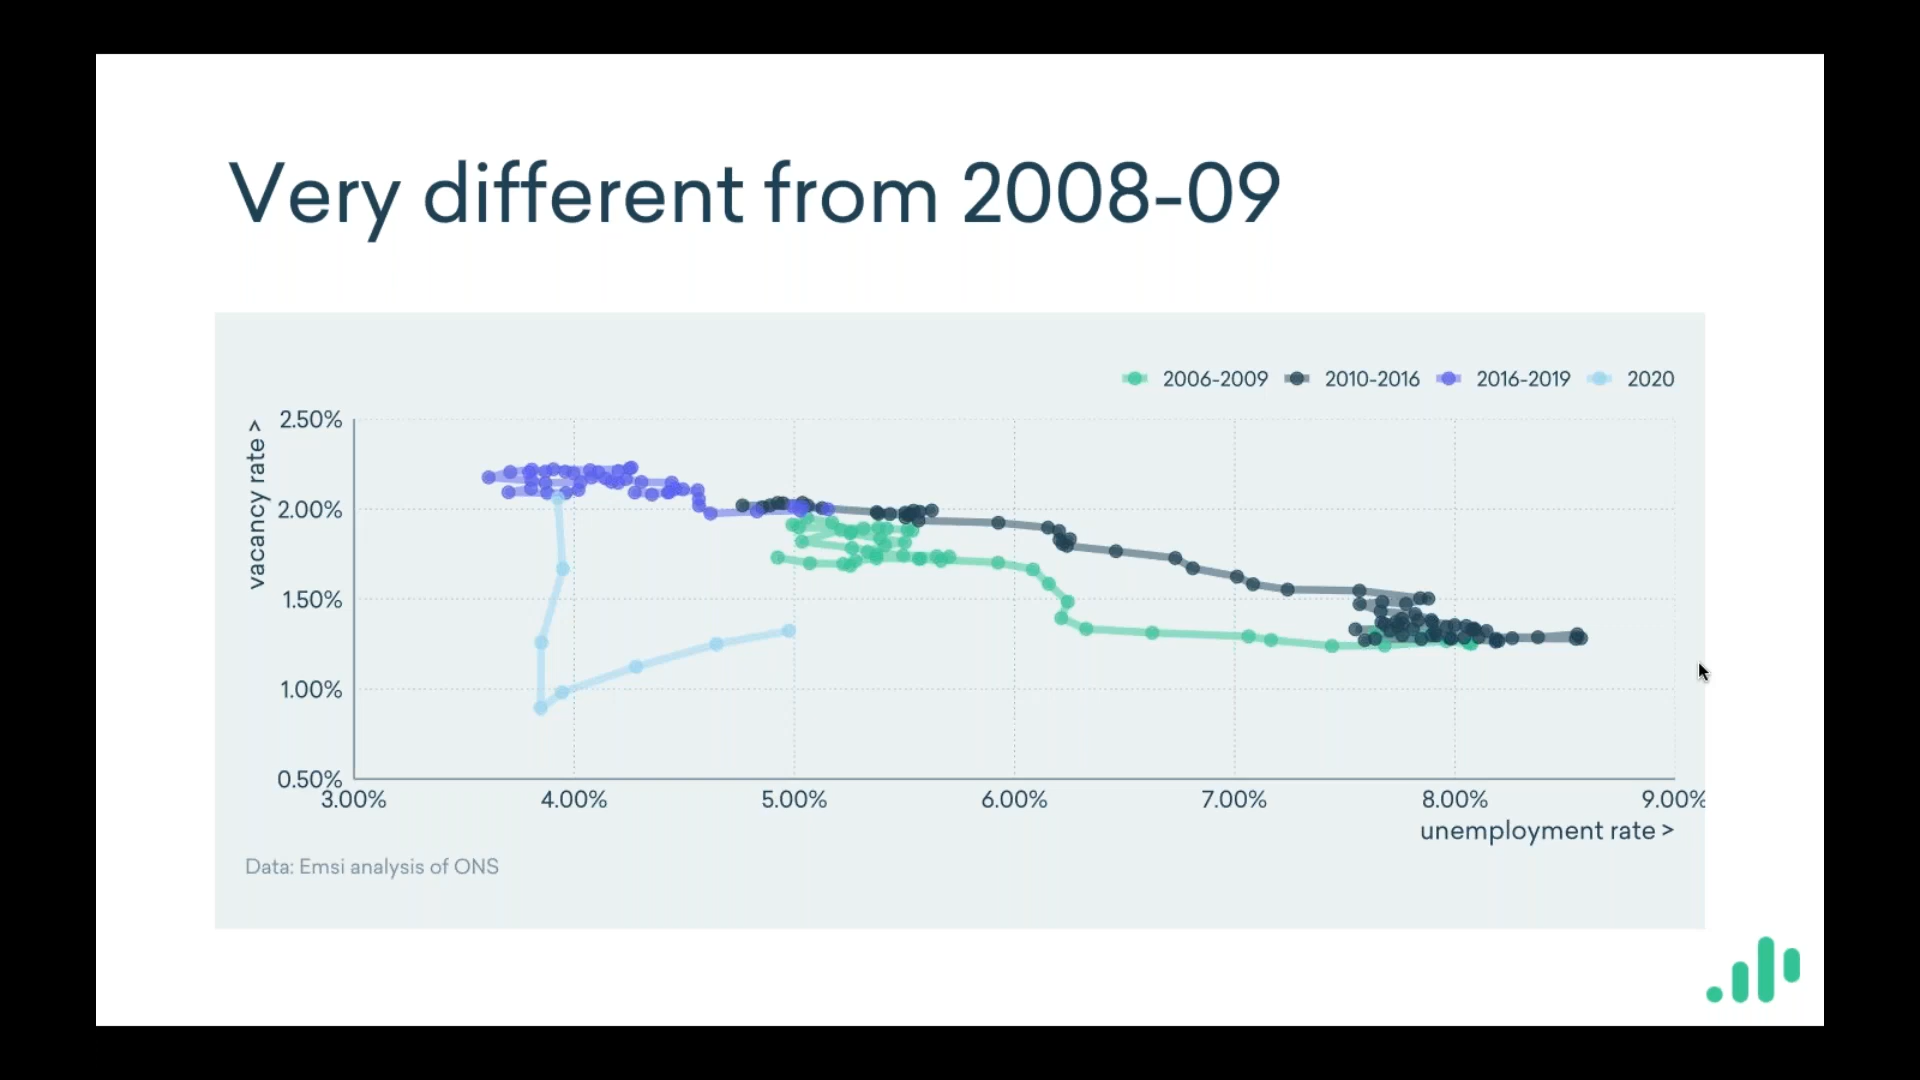 Very different from 2008-09
2006-2009 2010-2016 2016-2019 2020
vacancy rate >
2.50%
2.00%
1.50%
1.00%
0.50%
3.00% 4.00% 5.00% 6.00% 7.00% 8.00% 9.00%
unemployment rate >
Data: Emsi analysis of ONS